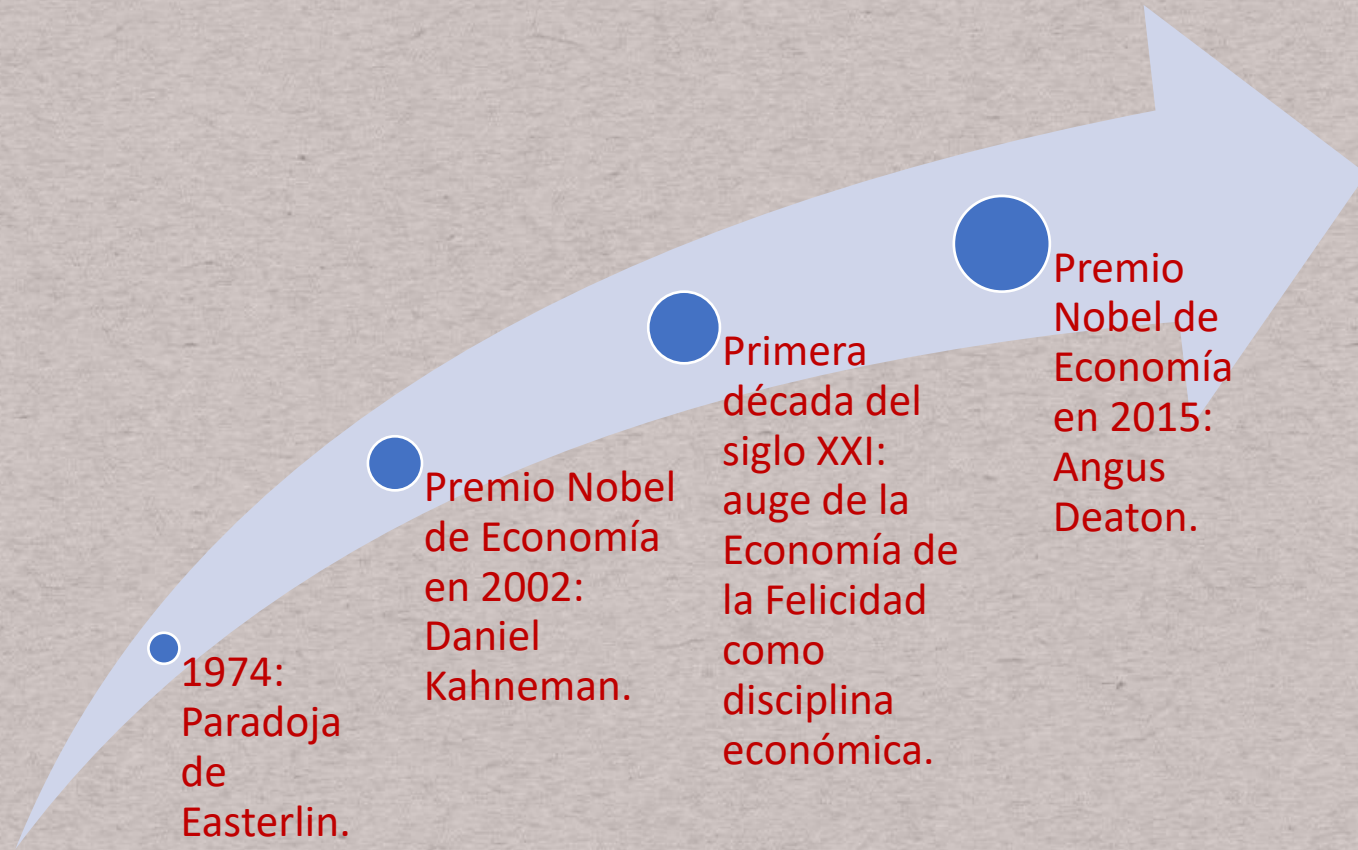 1974:
Paradoja
de
Easterlin.
Premio Nobel
de Economía
en 2002:
Daniel
Kahneman.
Primera
década del
siglo XXI:
auge de la
Economía de
la Felicidad
como
disciplina
económica.
Premio
Nobel de
Economía
en 2015:
Angus
Deaton.